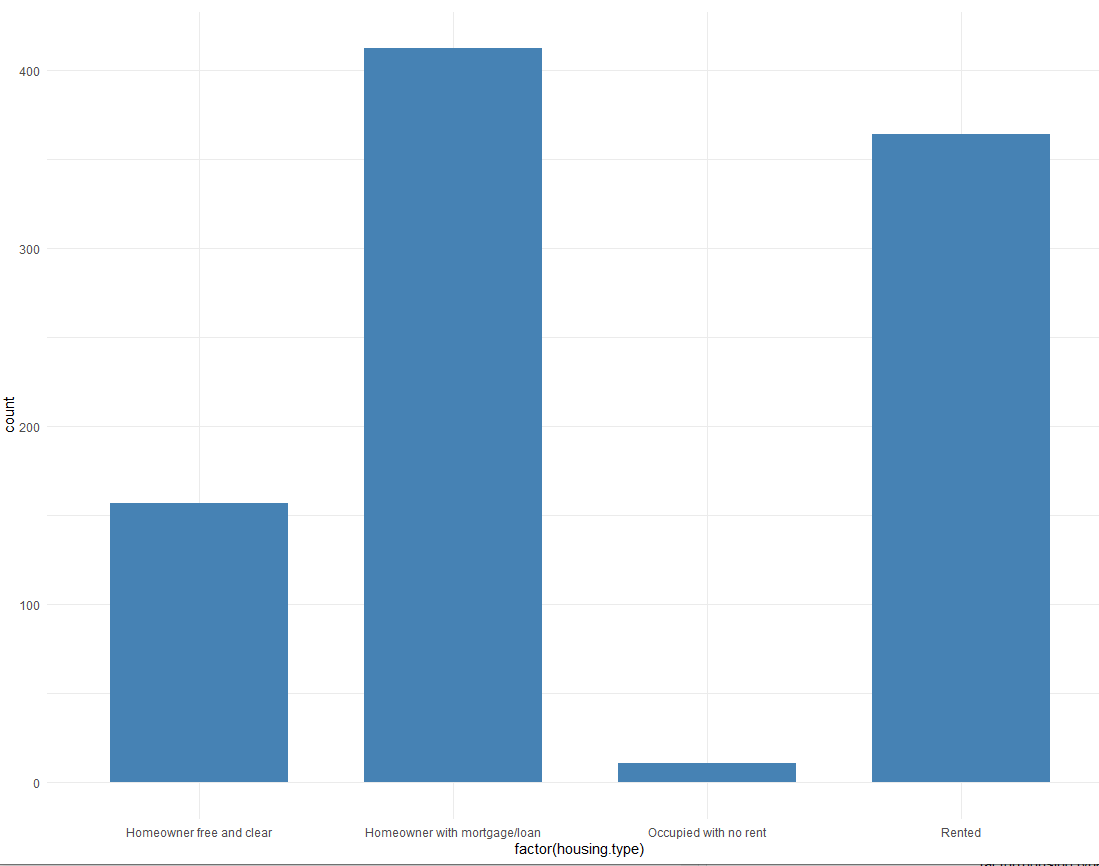 400
300
200
100
0
count
Homeowner free and clear
Homeowner with mortgage/loan
Occupied with no rent
Rented
factor(housing.type)